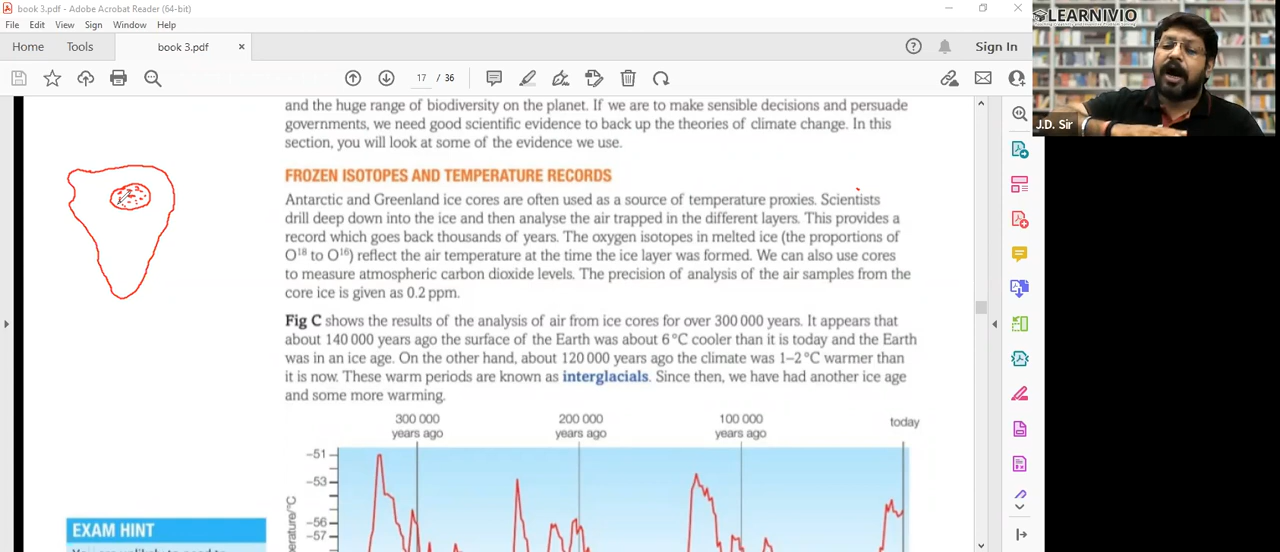 book 3.pdf - Adobe Acrobat Reader (64-bit)
File Edit View Sign Window Help
Home Tools book 3.pdf × Sign In
17 / 36
LEARNIVIO
J.D. Sir
and the huge range of biodiversity on the planet. If we are to make sensible decisions and persuade
governments, we need good scientific evidence to back up the theories of climate change. In this
section, you will look at some of the evidence we use.
FROZEN ISOTOPES AND TEMPERATURE RECORDS
Antarctic and Greenland ice cores are often used as a source of temperature proxies. Scientists
drill deep down into the ice and then analyse the air trapped in the different layers. This provides a
record which goes back thousands of years. The oxygen isotopes in melted ice (the proportions of
O¹⁸ to O¹⁶) reflect the air temperature at the time the ice layer was formed. We can also use cores
to measure atmospheric carbon dioxide levels. The precision of analysis of the air samples from the
core ice is given as 0.2 ppm.
Fig C shows the results of the analysis of air from ice cores for over 300 000 years. It appears that
about 140 000 years ago the surface of the Earth was about 6 °C cooler than it is today and the Earth
was in an ice age. On the other hand, about 120 000 years ago the climate was 1–2 °C warmer than
it is now. These warm periods are known as interglacials. Since then, we have had another ice age
and some more warming.
300 000 200 000 100 000 today
years ago years ago years ago
-51
-53
-56
-57
EXAM HINT